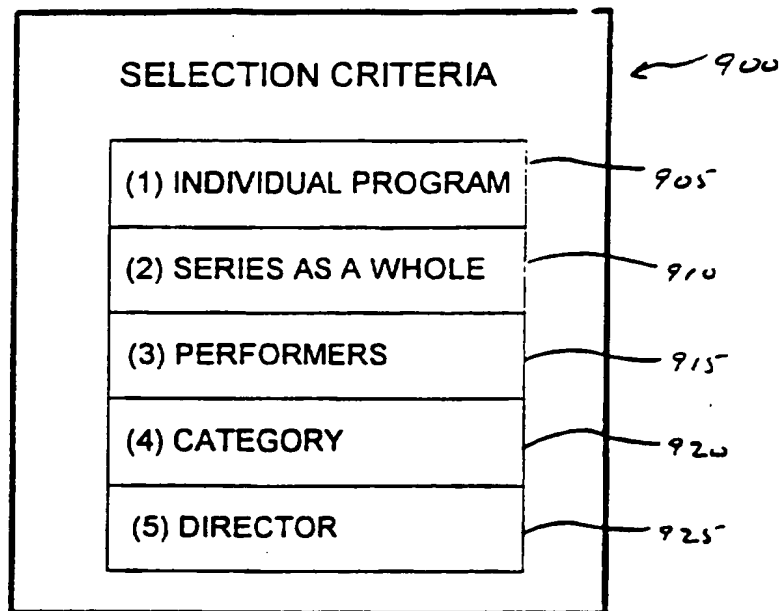 SELECTION CRITERIA
900
(1) INDIVIDUAL PROGRAM
905
(2) SERIES AS A WHOLE
910
(3) PERFORMERS
915
(4) CATEGORY
920
(5) DIRECTOR
925